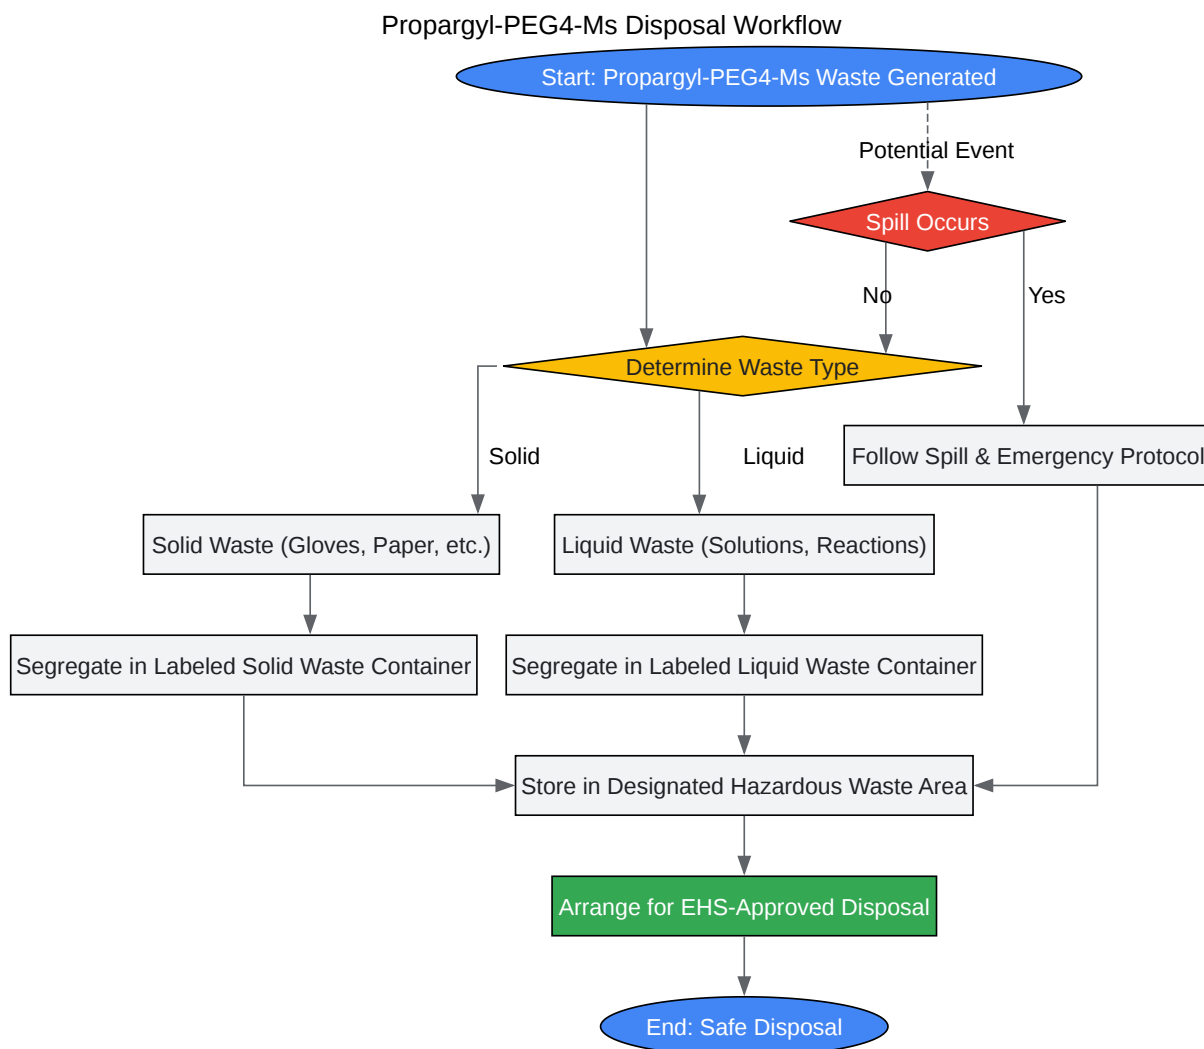 Propargyl-PEG4-Ms Disposal Workflow
Start: Propargyl-PEG4-Ms Waste Generated
Potential Event
Spill Occurs
No
Yes
Determine Waste Type
Solid
Liquid
Follow Spill & Emergency Protocol
Solid Waste (Gloves, Paper, etc.)
Liquid Waste (Solutions, Reactions)
Segregate in Labeled Solid Waste Container
Segregate in Labeled Liquid Waste Container
Store in Designated Hazardous Waste Area
Arrange for EHS-Approved Disposal
End: Safe Disposal